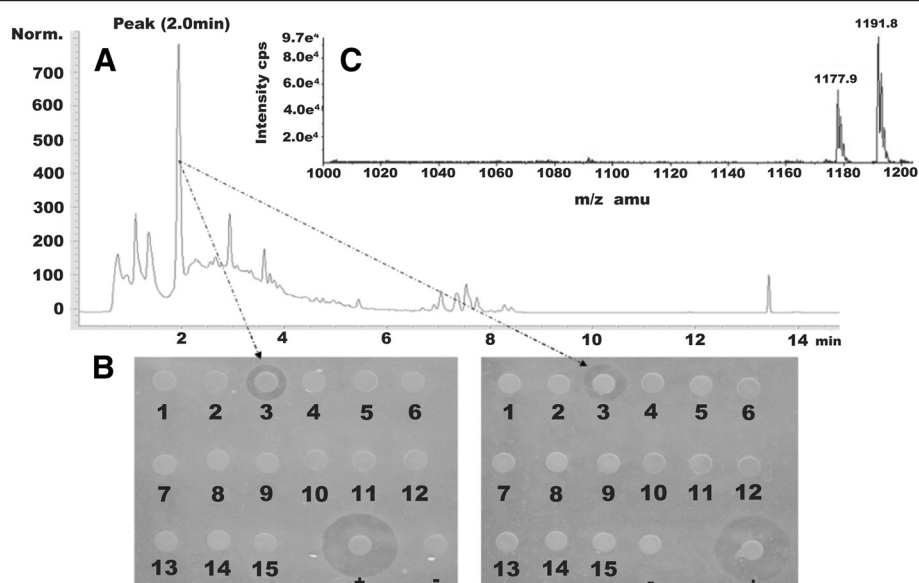 Peak (2.0min)
Norm.
A
700
600
500
400
300
200
100
0
2 4 6 8 10 12 14 min
C
Intensity cps
9.7e⁴
8.0e⁴
6.0e⁴
4.0e⁴
2.0e⁴
1177.9
1191.8
1000 1020 1040 1060 1080 1100 1120 1140 1160 1180 1200
m/z amu
B
1 2 3 4 5 6
7 8 9 10 11 12
13 14 15 + -
1 2 3 4 5 6
7 8 9 10 11 12
13 14 15 - +